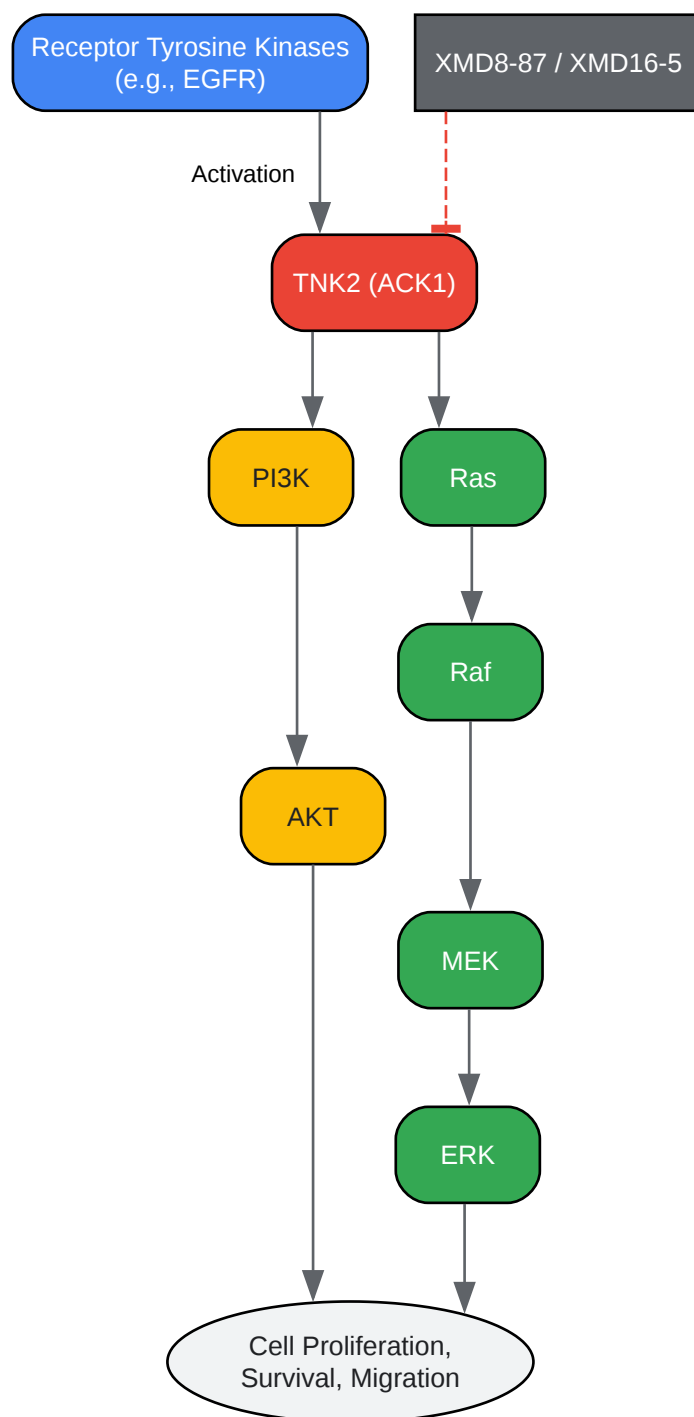 Receptor Tyrosine Kinases
(e.g., EGFR)
XMD8-87 / XMD16-5
Activation
TNK2 (ACK1)
PI3K
Ras
Raf
AKT
MEK
ERK
Cell Proliferation,
Survival, Migration